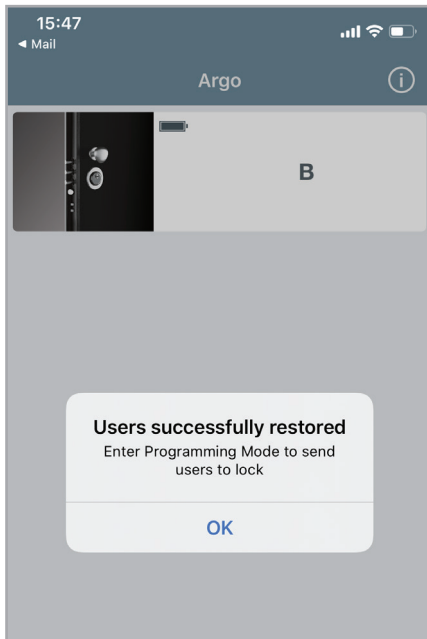 15:47
◀ Mail
Argo
B
Users successfully restored
Enter Programming Mode to send
users to lock
OK